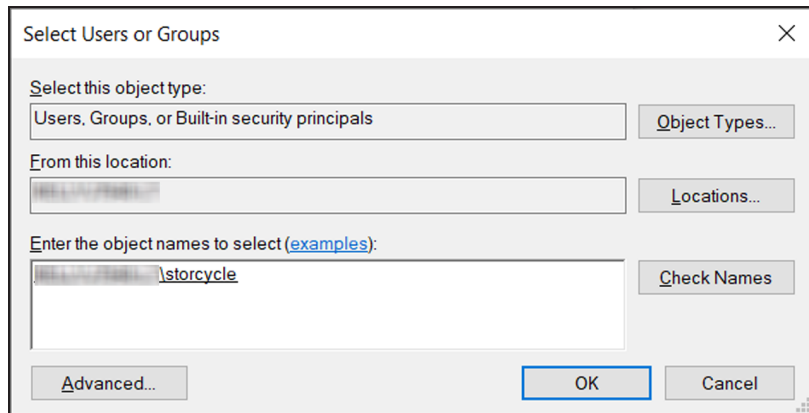 Select Users or Groups
Select this object type:
Users, Groups, or Built-in security principals
Object Types...
From this location:
Locations...
Enter the object names to select (examples):
\storcycle
Check Names
Advanced...
OK
Cancel